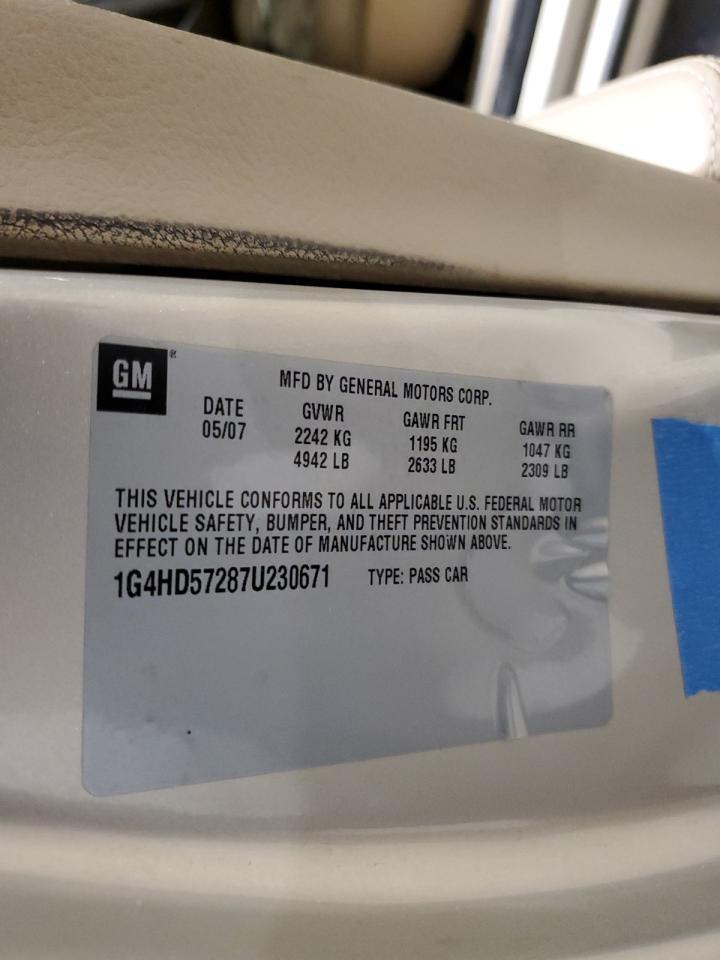 GM®
MFD BY GENERAL MOTORS CORP.
DATE GVWR GAWR FRT GAWR RR
05/07 2242 KG 1195 KG 1047 KG
4942 LB 2633 LB 2309 LB
THIS VEHICLE CONFORMS TO ALL APPLICABLE U.S. FEDERAL MOTOR
VEHICLE SAFETY, BUMPER, AND THEFT PREVENTION STANDARDS IN
EFFECT ON THE DATE OF MANUFACTURE SHOWN ABOVE.
1G4HD57287U230671 TYPE: PASS CAR